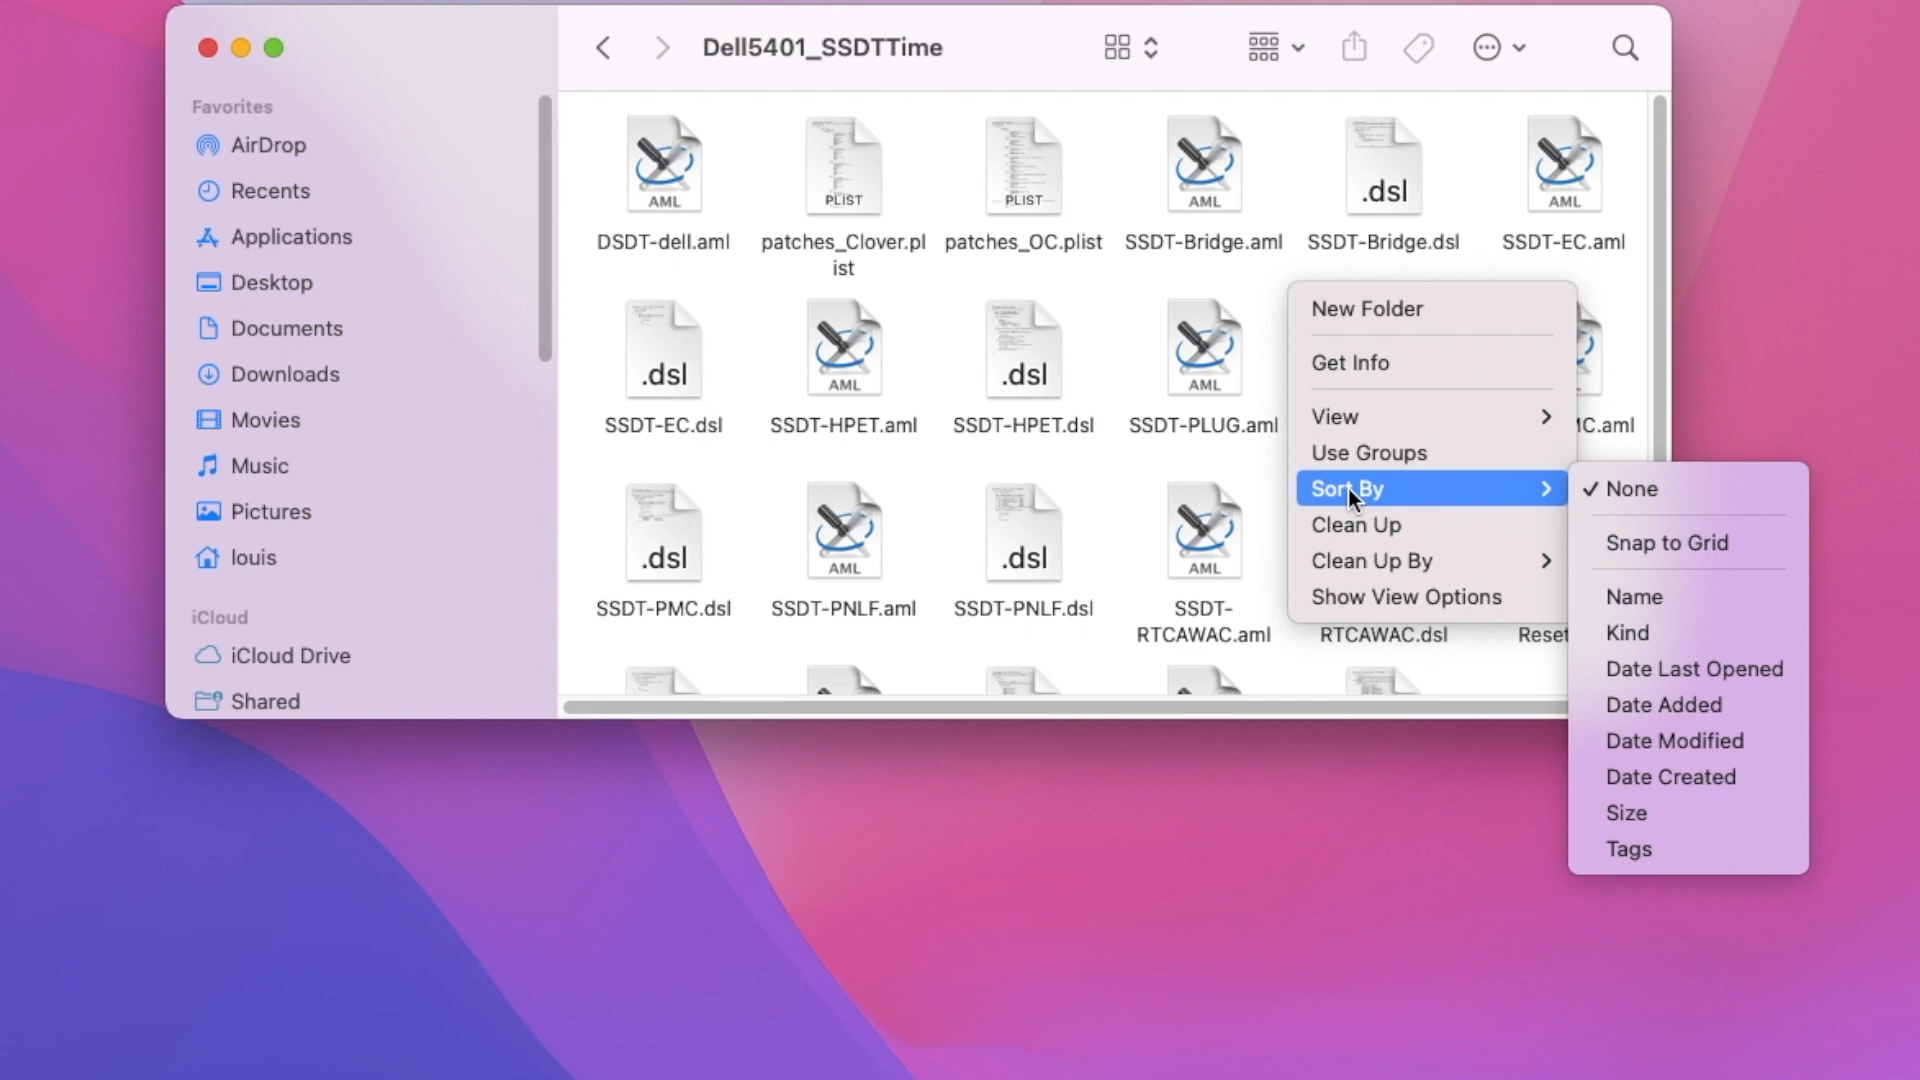 Dell5401_SSDTTime
Favorites
AirDrop
Recents
Applications
Desktop
Documents
Downloads
Movies
Music
Pictures
louis
iCloud
iCloud Drive
Shared
AML
PLIST
PLIST
AML
.dsl
AML
DSDT-dell.aml
patches_Clover.pl
ist
patches_OC.plist
SSDT-Bridge.aml
SSDT-Bridge.dsl
SSDT-EC.aml
.dsl
AML
.dsl
AML
SSDT-EC.dsl
SSDT-HPET.aml
SSDT-HPET.dsl
SSDT-PLUG.aml
MC.aml
.dsl
AML
.dsl
AML
SSDT-PMC.dsl
SSDT-PNLF.aml
SSDT-PNLF.dsl
SSDT-
RTCAWAC.aml
RTCAWAC.dsl
Reset
New Folder
Get Info
View
Use Groups
Sort By
Clean Up
Clean Up By
Show View Options
✓ None
Snap to Grid
Name
Kind
Date Last Opened
Date Added
Date Modified
Date Created
Size
Tags